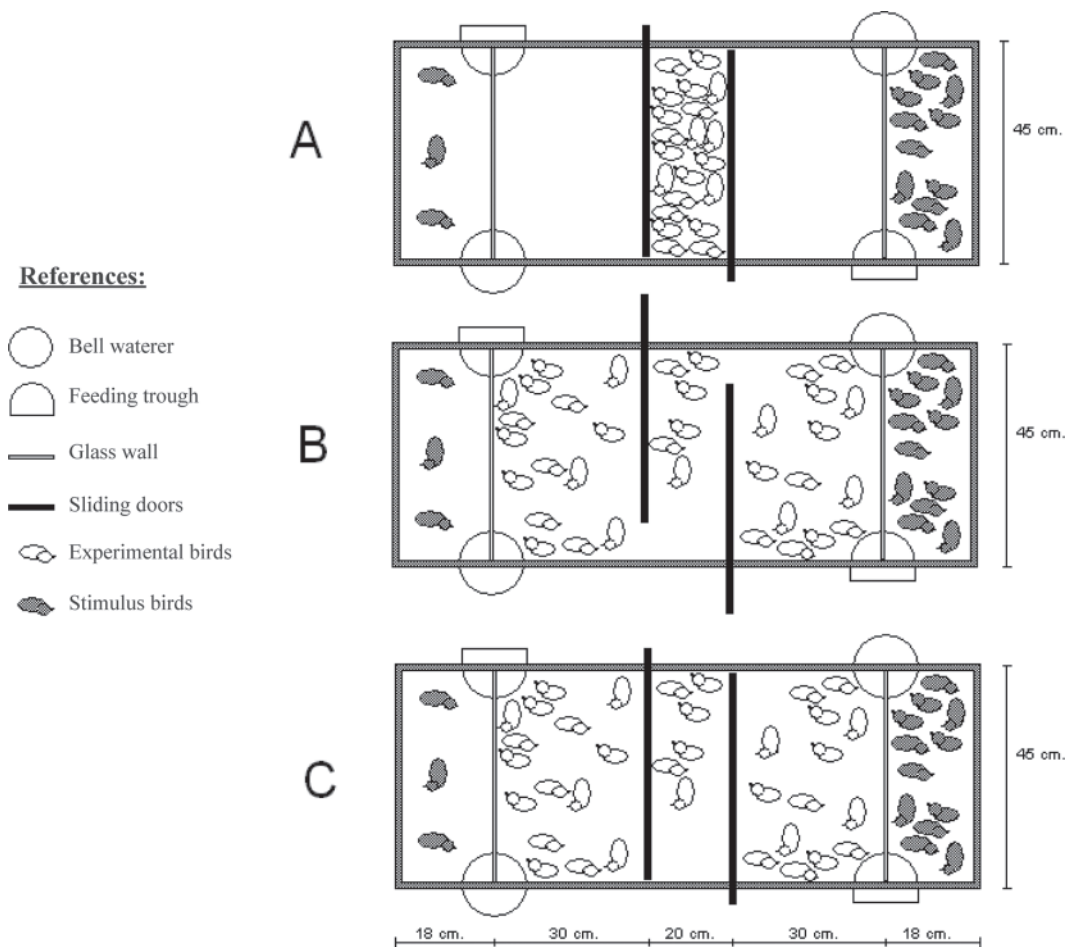 A
45 cm.
References:
Bell waterer
Feeding trough
Glass wall
Sliding doors
Experimental birds
Stimulus birds
B
45 cm.
C
45 cm.
18 cm. 30 cm. 20 cm. 30 cm. 18 cm.